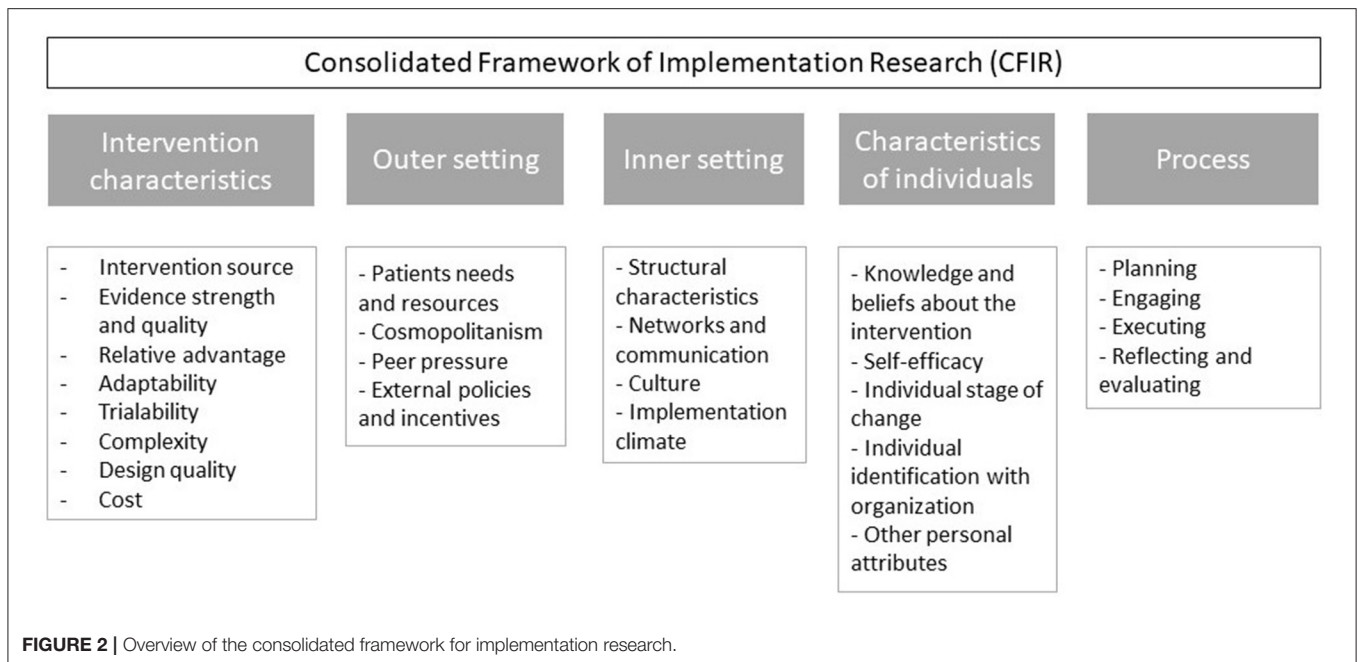 Consolidated Framework of Implementation Research (CFIR)
Intervention
characteristics
Outer setting
Inner setting
Characteristics
of individuals
Process
- Intervention source
- Evidence strength
and quality
- Relative advantage
- Adaptability
- Trialability
- Complexity
- Design quality
- Cost
- Patients needs
and resources
- Cosmopolitanism
- Peer pressure
- External policies
and incentives
- Structural
characteristics
- Networks and
communication
- Culture
- Implementation
climate
- Knowledge and
beliefs about the
intervention
- Self-efficacy
- Individual stage of
change
- Individual
identification with
organization
- Other personal
attributes
- Planning
- Engaging
- Executing
- Reflecting and
evaluating
FIGURE 2 | Overview of the consolidated framework for implementation research.